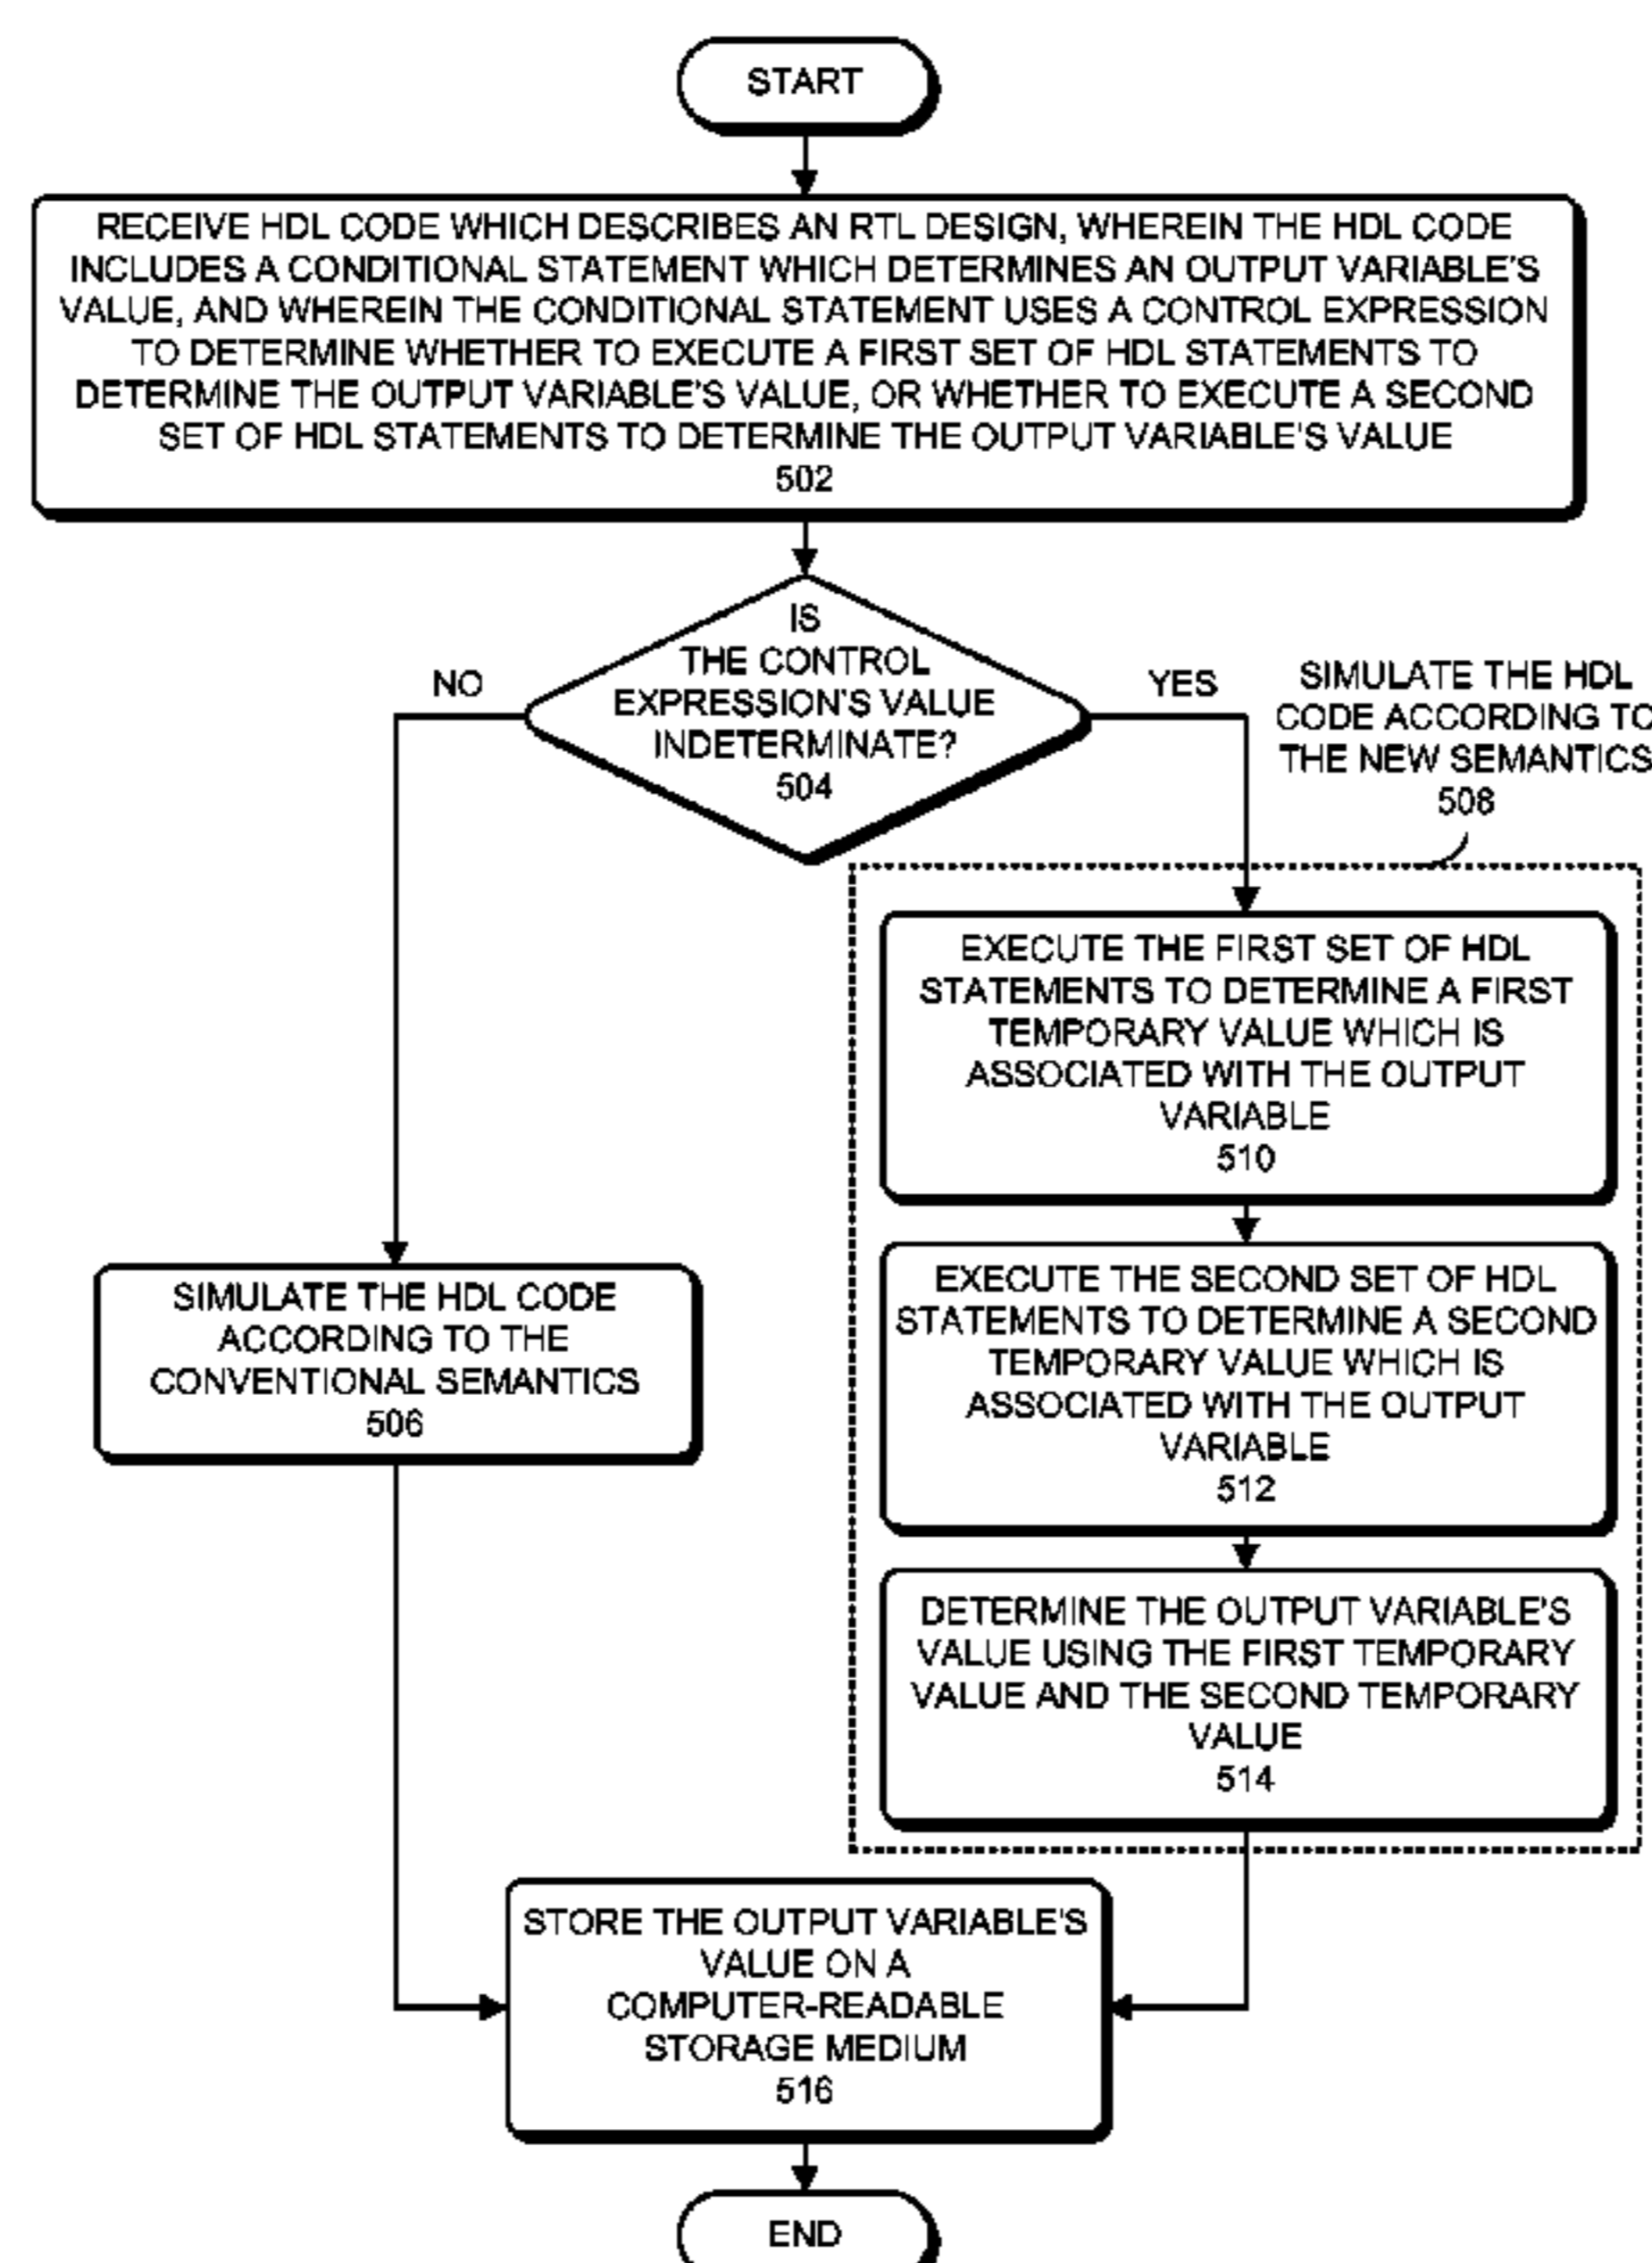 START
RECEIVE HDL CODE WHICH DESCRIBES AN RTL DESIGN, WHEREIN THE HDL CODE
INCLUDES A CONDITIONAL STATEMENT WHICH DETERMINES AN OUTPUT VARIABLE'S
VALUE, AND WHEREIN THE CONDITIONAL STATEMENT USES A CONTROL EXPRESSION
TO DETERMINE WHETHER TO EXECUTE A FIRST SET OF HDL STATEMENTS TO
DETERMINE THE OUTPUT VARIABLE'S VALUE, OR WHETHER TO EXECUTE A SECOND
SET OF HDL STATEMENTS TO DETERMINE THE OUTPUT VARIABLE'S VALUE
502
IS
THE CONTROL
EXPRESSION'S VALUE
INDETERMINATE?
504
NO
YES
SIMULATE THE HDL
CODE ACCORDING TO
THE NEW SEMANTICS
508
EXECUTE THE FIRST SET OF HDL
STATEMENTS TO DETERMINE A FIRST
TEMPORARY VALUE WHICH IS
ASSOCIATED WITH THE OUTPUT
VARIABLE
510
SIMULATE THE HDL CODE
ACCORDING TO THE
CONVENTIONAL SEMANTICS
506
EXECUTE THE SECOND SET OF HDL
STATEMENTS TO DETERMINE A SECOND
TEMPORARY VALUE WHICH IS
ASSOCIATED WITH THE OUTPUT
VARIABLE
512
DETERMINE THE OUTPUT VARIABLE'S
VALUE USING THE FIRST TEMPORARY
VALUE AND THE SECOND TEMPORARY
VALUE
514
STORE THE OUTPUT VARIABLE'S
VALUE ON A
COMPUTER-READABLE
STORAGE MEDIUM
516
END